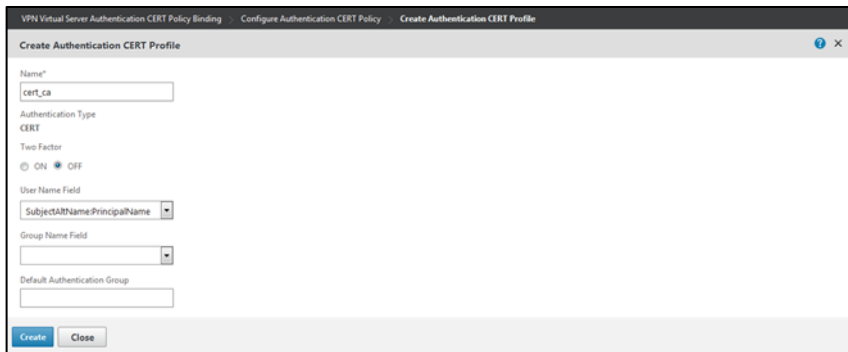 VPN Virtual Server Authentication CERT Policy Binding > Configure Authentication CERT Policy > Create Authentication CERT Profile
Create Authentication CERT Profile
Name*
cert_ca
Authentication Type
CERT
Two Factor
ON OFF
User Name Field
SubjectAltName:PrincipalName
Group Name Field
Default Authentication Group
Create Close